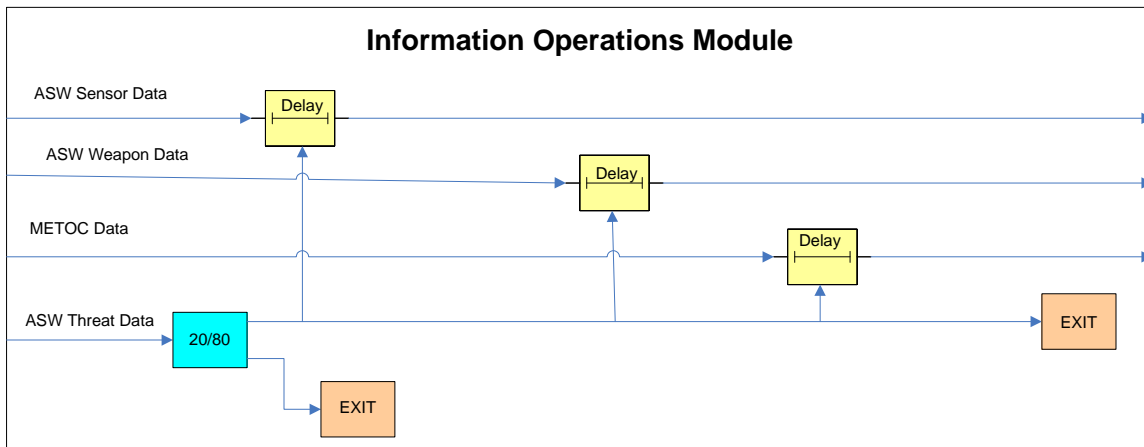 Information Operations Module
ASW Sensor Data
Delay
ASW Weapon Data
Delay
METOC Data
Delay
ASW Threat Data
20/80
EXIT
EXIT